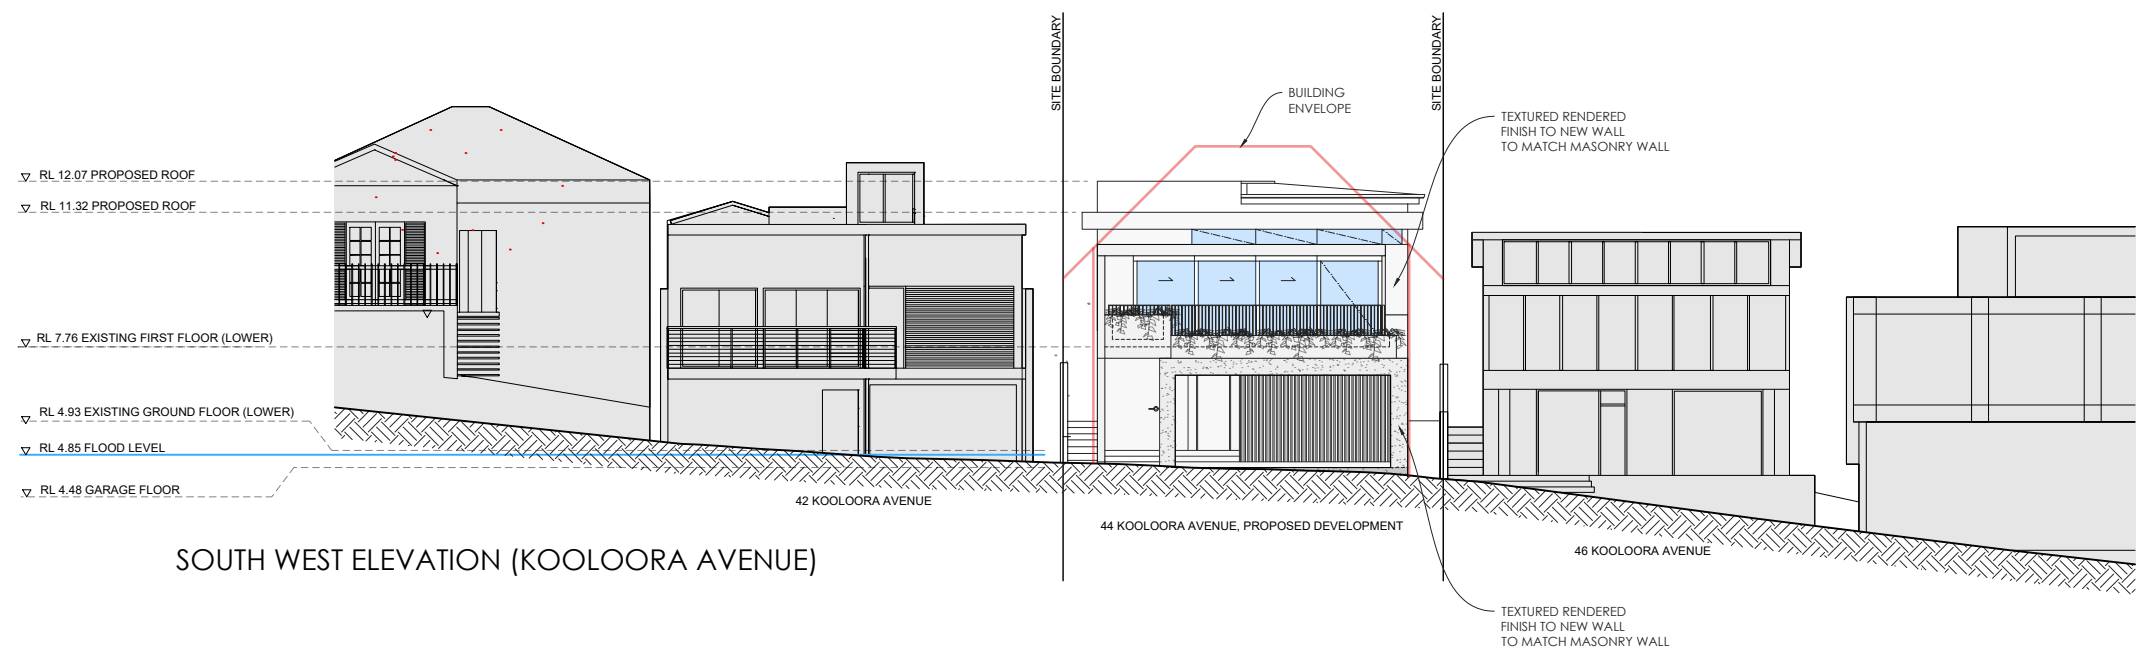 SITE BOUNDARY
SITE BOUNDARY
BUILDING
ENVELOPE
TEXTURED RENDERED
FINISH TO NEW WALL
TO MATCH MASONRY WALL
RL 12.07 PROPOSED ROOF
RL 11.32 PROPOSED ROOF
RL 7.76 EXISTING FIRST FLOOR (LOWER)
RL 4.93 EXISTING GROUND FLOOR (LOWER)
RL 4.85 FLOOD LEVEL
RL 4.48 GARAGE FLOOR
42 KOOLOORA AVENUE
44 KOOLOORA AVENUE, PROPOSED DEVELOPMENT
46 KOOLOORA AVENUE
SOUTH WEST ELEVATION (KOOLOORA AVENUE)
TEXTURED RENDERED
FINISH TO NEW WALL
TO MATCH MASONRY WALL